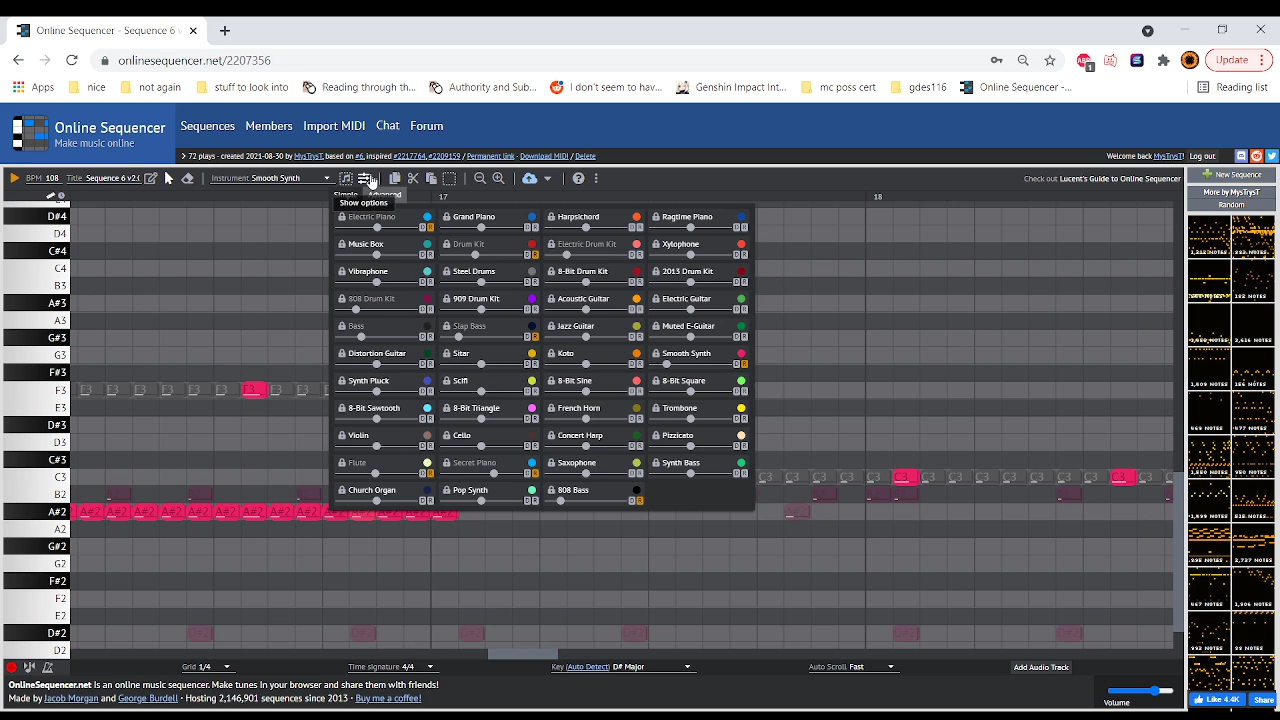 Online Sequencer - Sequence 6 v
onlinesequencer.net/2207356
1
Update
Apps
nice
not again
stuff to love an...
Reading through th...
Authority and sub...
I don't seem to hav...
Genshin Impact Int...
mc poss cert
gdes116
Online Sequencer -...
Reading list
Online Sequencer
Make music online
Sequences Members Import MIDI Chat Forum
72 plays - created 2021-08-30 by MysTrysT, based on #6, inspired #2217764, #2209159 / Permanent link - Download MIDI / Delete
Welcome back MysTrysT! Log out
BPM 108 Title Sequence 6 v2.( Instrument Smooth Synth
Check out Lucent's Guide to Online Sequencer
New Sequence
More by MysTrysT
Random
Simple Advanced
Show options
17
18
Electric Piano Grand Piano Harpsichord Ragtime Piano
Music Box Drum Kit Electric Drum Kit Xylophone
Vibraphone Steel Drums 8-Bit Drum Kit 2013 Drum Kit
808 Drum Kit 909 Drum Kit Acoustic Guitar Electric Guitar
Bass Slap Bass Jazz Guitar Muted E-Guitar
Distortion Guitar Sitar Koto Smooth Synth
Synth Pluck Scifi 8-Bit Sine 8-Bit Square
8-Bit Sawtooth 8-Bit Triangle French Horn Trombone
Violin Cello Concert Harp Pizzicato
Flute Secret Piano Saxophone Synth Bass
Church Organ Pop Synth 808 Bass
D#4
D4
C#4
C4
B3
A#3
A3
G#3
G3
F#3
F3
E3
D#3
D3
C#3
C3
B2
A#2
A2
G#2
G2
F#2
F2
E2
D#2
D2
Grid 1/4
Time signature 4/4
Key (Auto Detect) D# Major
Auto Scroll Fast
Add Audio Track
OnlineSequencer.net is an online music sequencer. Make tunes in your browser and share them with friends!
Made by Jacob Morgan and George Burdell - Hosting 2,146,901 sequences since 2013 - Buy me a coffee!
Volume
Like 4.4K
Share